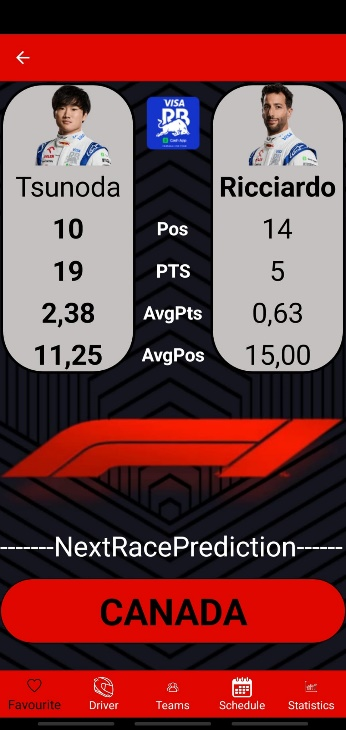 VISA
RB
Cash App
Tsunoda
Ricciardo
10 Pos 14
19 PTS 5
2,38 AvgPts 0,63
11,25 AvgPos 15,00
-------NextRacePrediction------
CANADA
Favourite Driver Teams Schedule Statistics